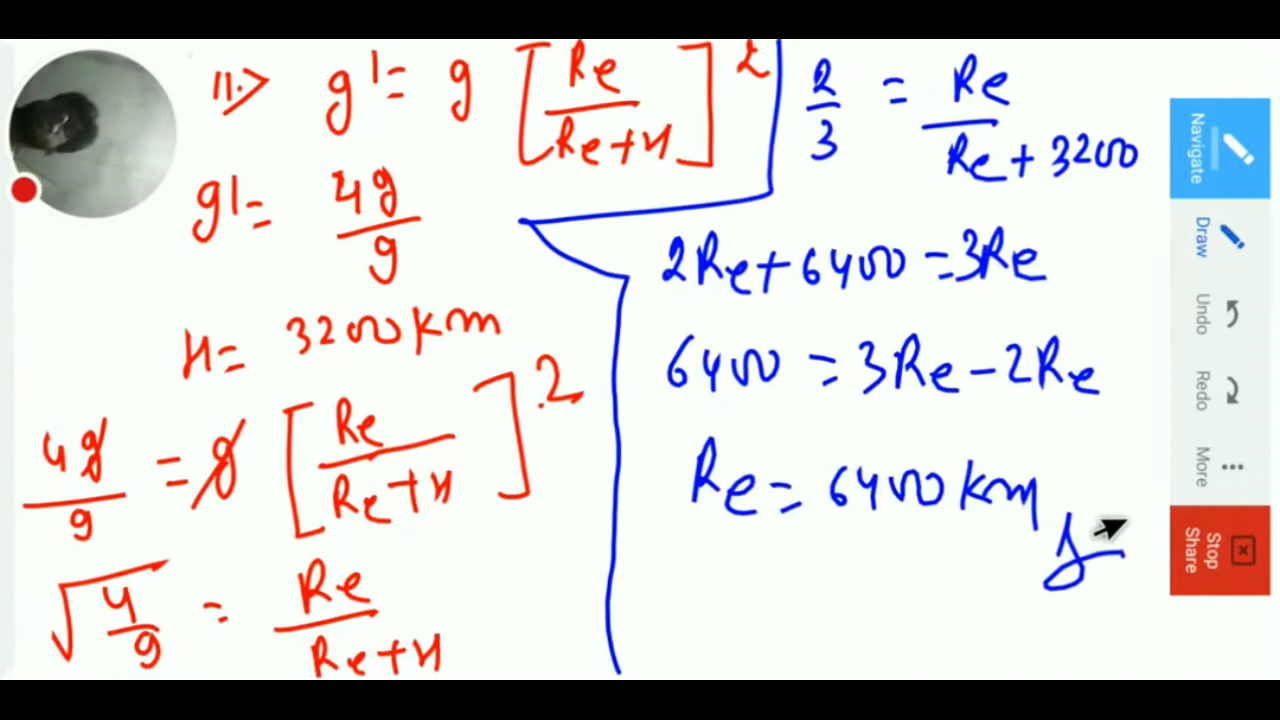 11.> g' = g [Re / Re+H]²
g' = 4g / 9
H = 3200 km
4g / 9 = g [Re / Re+H]²
√4/9 = Re / Re+H
2/3 = Re / Re + 3200
2Re + 6400 = 3Re
6400 = 3Re - 2Re
Re = 6400 km
Navigate
Draw
Undo
Redo
More
Stop
Share